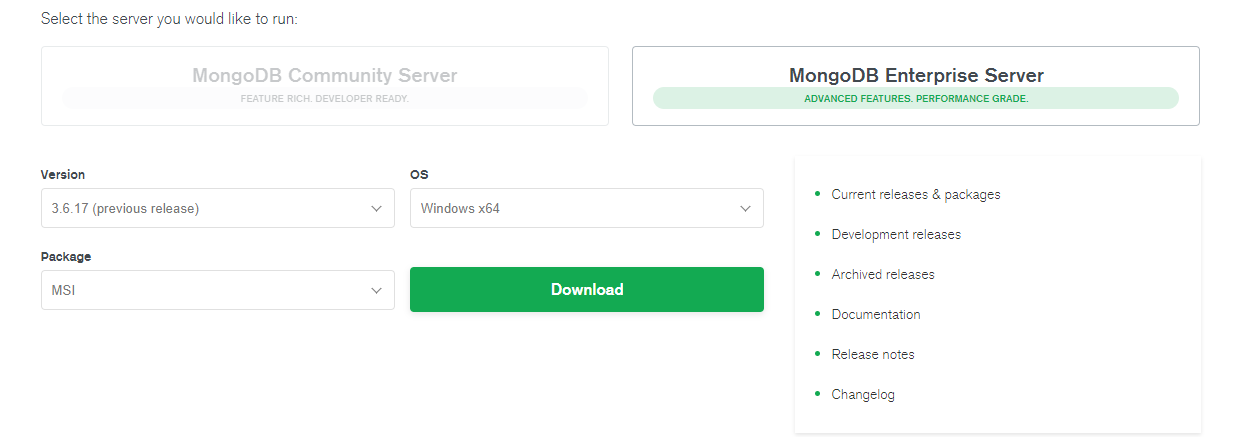 Select the server you would like to run:
MongoDB Community Server
FEATURE RICH. DEVELOPER READY.
MongoDB Enterprise Server
ADVANCED FEATURES. PERFORMANCE GRADE.
Version
3.6.17 (previous release)
OS
Windows x64
Package
MSI
Download
Current releases & packages
Development releases
Archived releases
Documentation
Release notes
Changelog